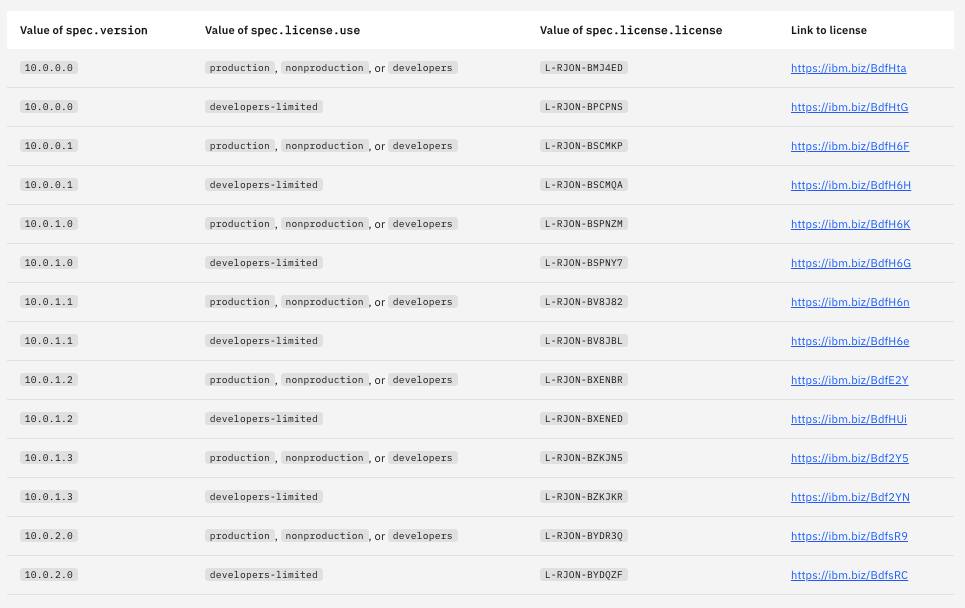 Value of spec.version Value of spec.license.use Value of spec.license.license Link to license
10.0.0.0 production , nonproduction , or developers L-RJON-BMJ4ED https://ibm.biz/BdfHta
10.0.0.0 developers-limited L-RJON-BPCPNS https://ibm.biz/BdfHtG
10.0.0.1 production , nonproduction , or developers L-RJON-BSCMKP https://ibm.biz/BdfH6F
10.0.0.1 developers-limited L-RJON-BSCMQA https://ibm.biz/BdfH6H
10.0.1.0 production , nonproduction , or developers L-RJON-BSPNZM https://ibm.biz/BdfH6K
10.0.1.0 developers-limited L-RJON-BSPNY7 https://ibm.biz/BdfH6G
10.0.1.1 production , nonproduction , or developers L-RJON-BV8J82 https://ibm.biz/BdfH6n
10.0.1.1 developers-limited L-RJON-BV8JBL https://ibm.biz/BdfH6e
10.0.1.2 production , nonproduction , or developers L-RJON-BXENBR https://ibm.biz/BdfE2Y
10.0.1.2 developers-limited L-RJON-BXENED https://ibm.biz/BdfHUi
10.0.1.3 production , nonproduction , or developers L-RJON-BZKJN5 https://ibm.biz/Bdf2Y5
10.0.1.3 developers-limited L-RJON-BZKJKR https://ibm.biz/Bdf2YN
10.0.2.0 production , nonproduction , or developers L-RJON-BYDR3Q https://ibm.biz/BdfsR9
10.0.2.0 developers-limited L-RJON-BYDQZF https://ibm.biz/BdfsRC